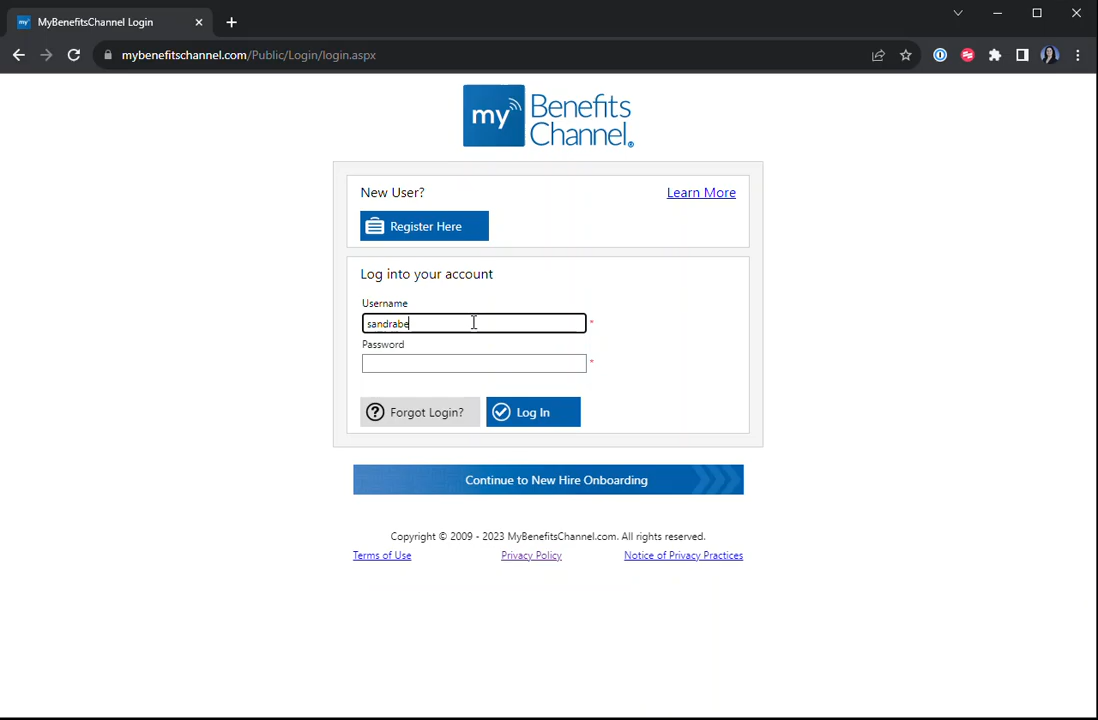 my MyBenefitsChannel Login
mybenefitschannel.com/Public/Login/login.aspx
my Benefits
Channel®
New User? Learn More
Register Here
Log into your account
Username
sandrabe *
Password
*
? Forgot Login? Log In
Continue to New Hire Onboarding
Copyright © 2009 - 2023 MyBenefitsChannel.com. All rights reserved.
Terms of Use Privacy Policy Notice of Privacy Practices